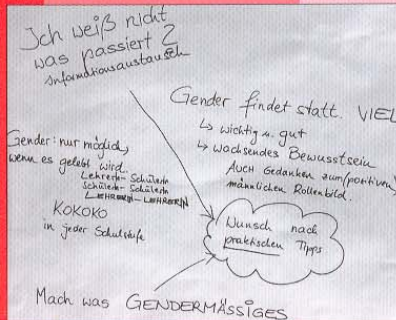 Ich weiß nicht
was passiert ?
Informationsaustausch
Gender findet statt. VIEL
↳ wichtig u. gut
↳ wachsendes Bewusstsein
AUCH Gedanken zum (positiven)
männlichen Rollenbild.
Gender: nur möglich,
wenn es gelebt wird.
LehrerIn - SchülerIn
SchülerIn - SchülerIn
LEHRERIN - LEHRERIN
KOKOKO
in jeder Schulstufe
Wunsch nach
praktischen Tipps
Mach was GENDERMÄSSIGES